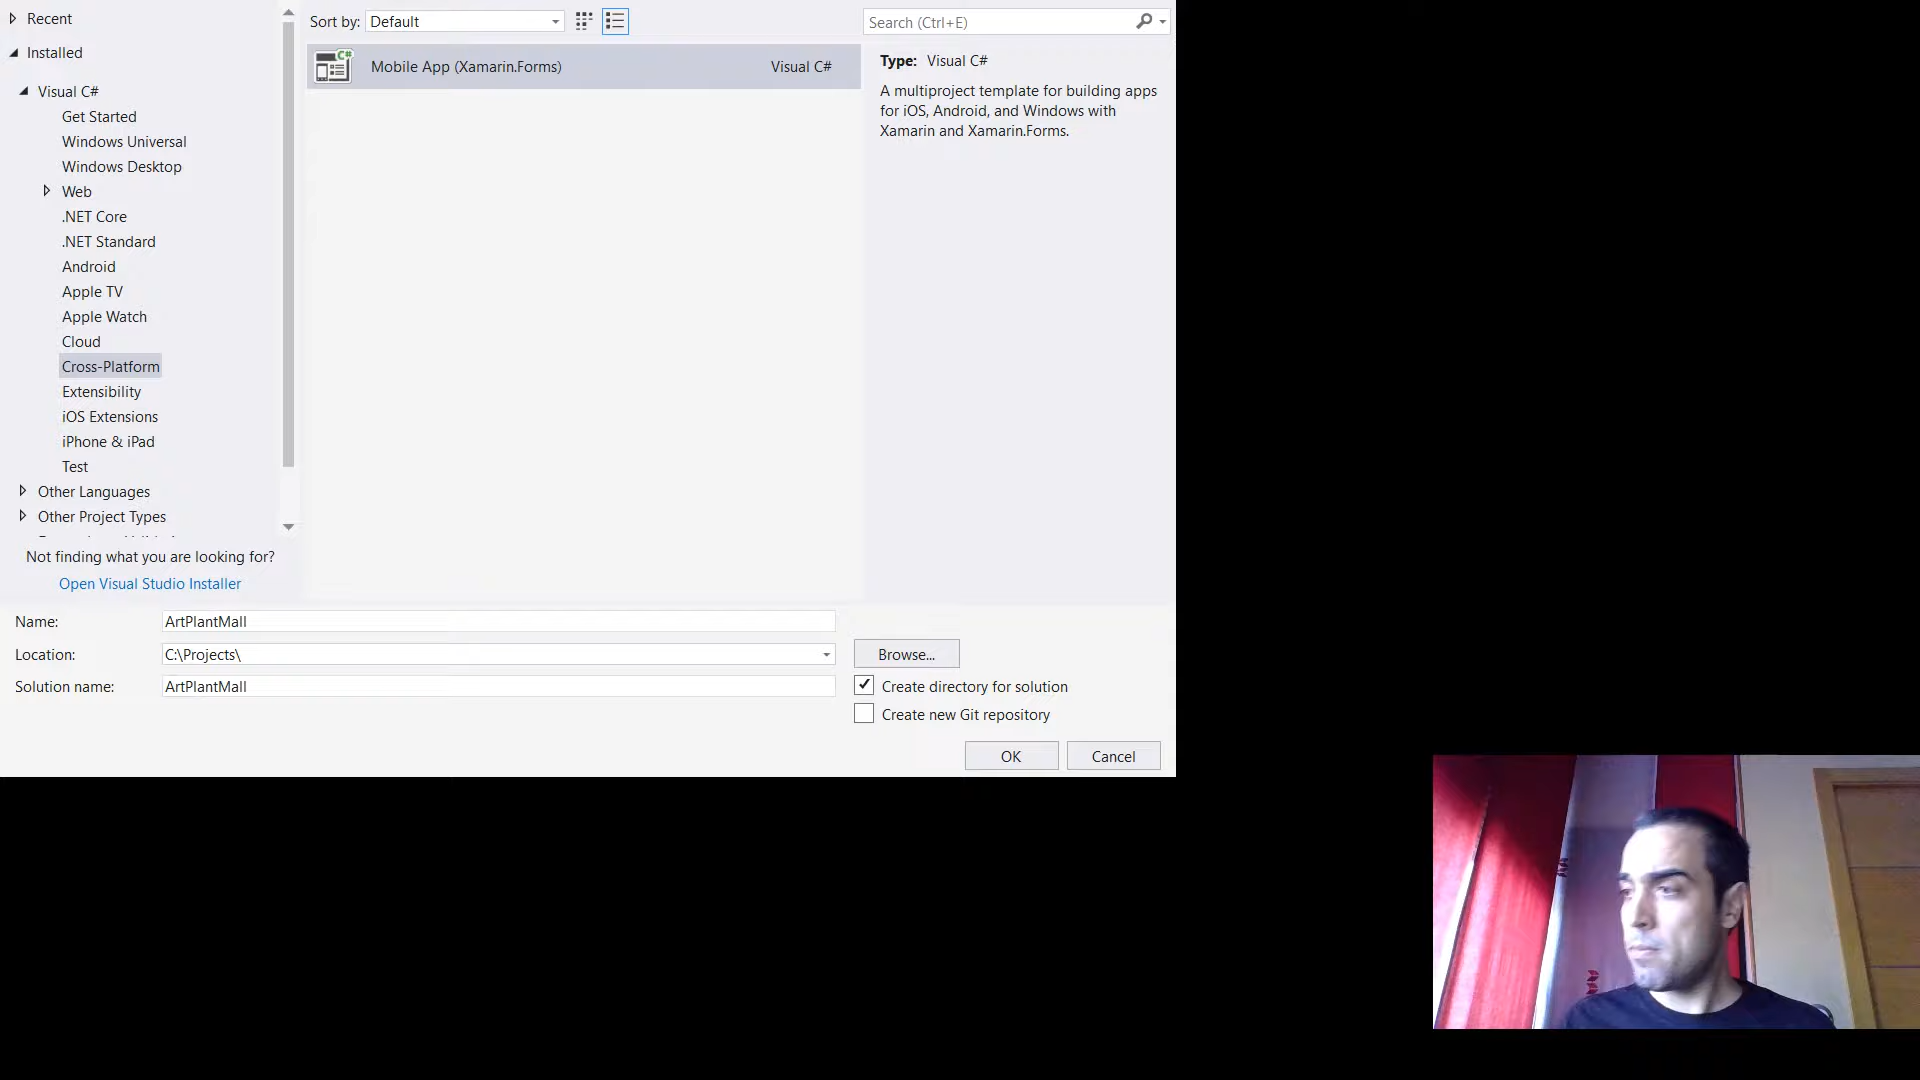 Recent
Installed
Visual C#
Get Started
Windows Universal
Windows Desktop
Web
.NET Core
.NET Standard
Android
Apple TV
Apple Watch
Cloud
Cross-Platform
Extensibility
iOS Extensions
iPhone & iPad
Test
Other Languages
Other Project Types
Not finding what you are looking for?
Open Visual Studio Installer
Sort by: Default
Mobile App (Xamarin.Forms) Visual C#
C#
Search (Ctrl+E)
Type: Visual C#
A multiproject template for building apps
for iOS, Android, and Windows with
Xamarin and Xamarin.Forms.
Name: ArtPlantMall
Location: C:\Projects\
Browse...
Solution name: ArtPlantMall
Create directory for solution
Create new Git repository
OK Cancel